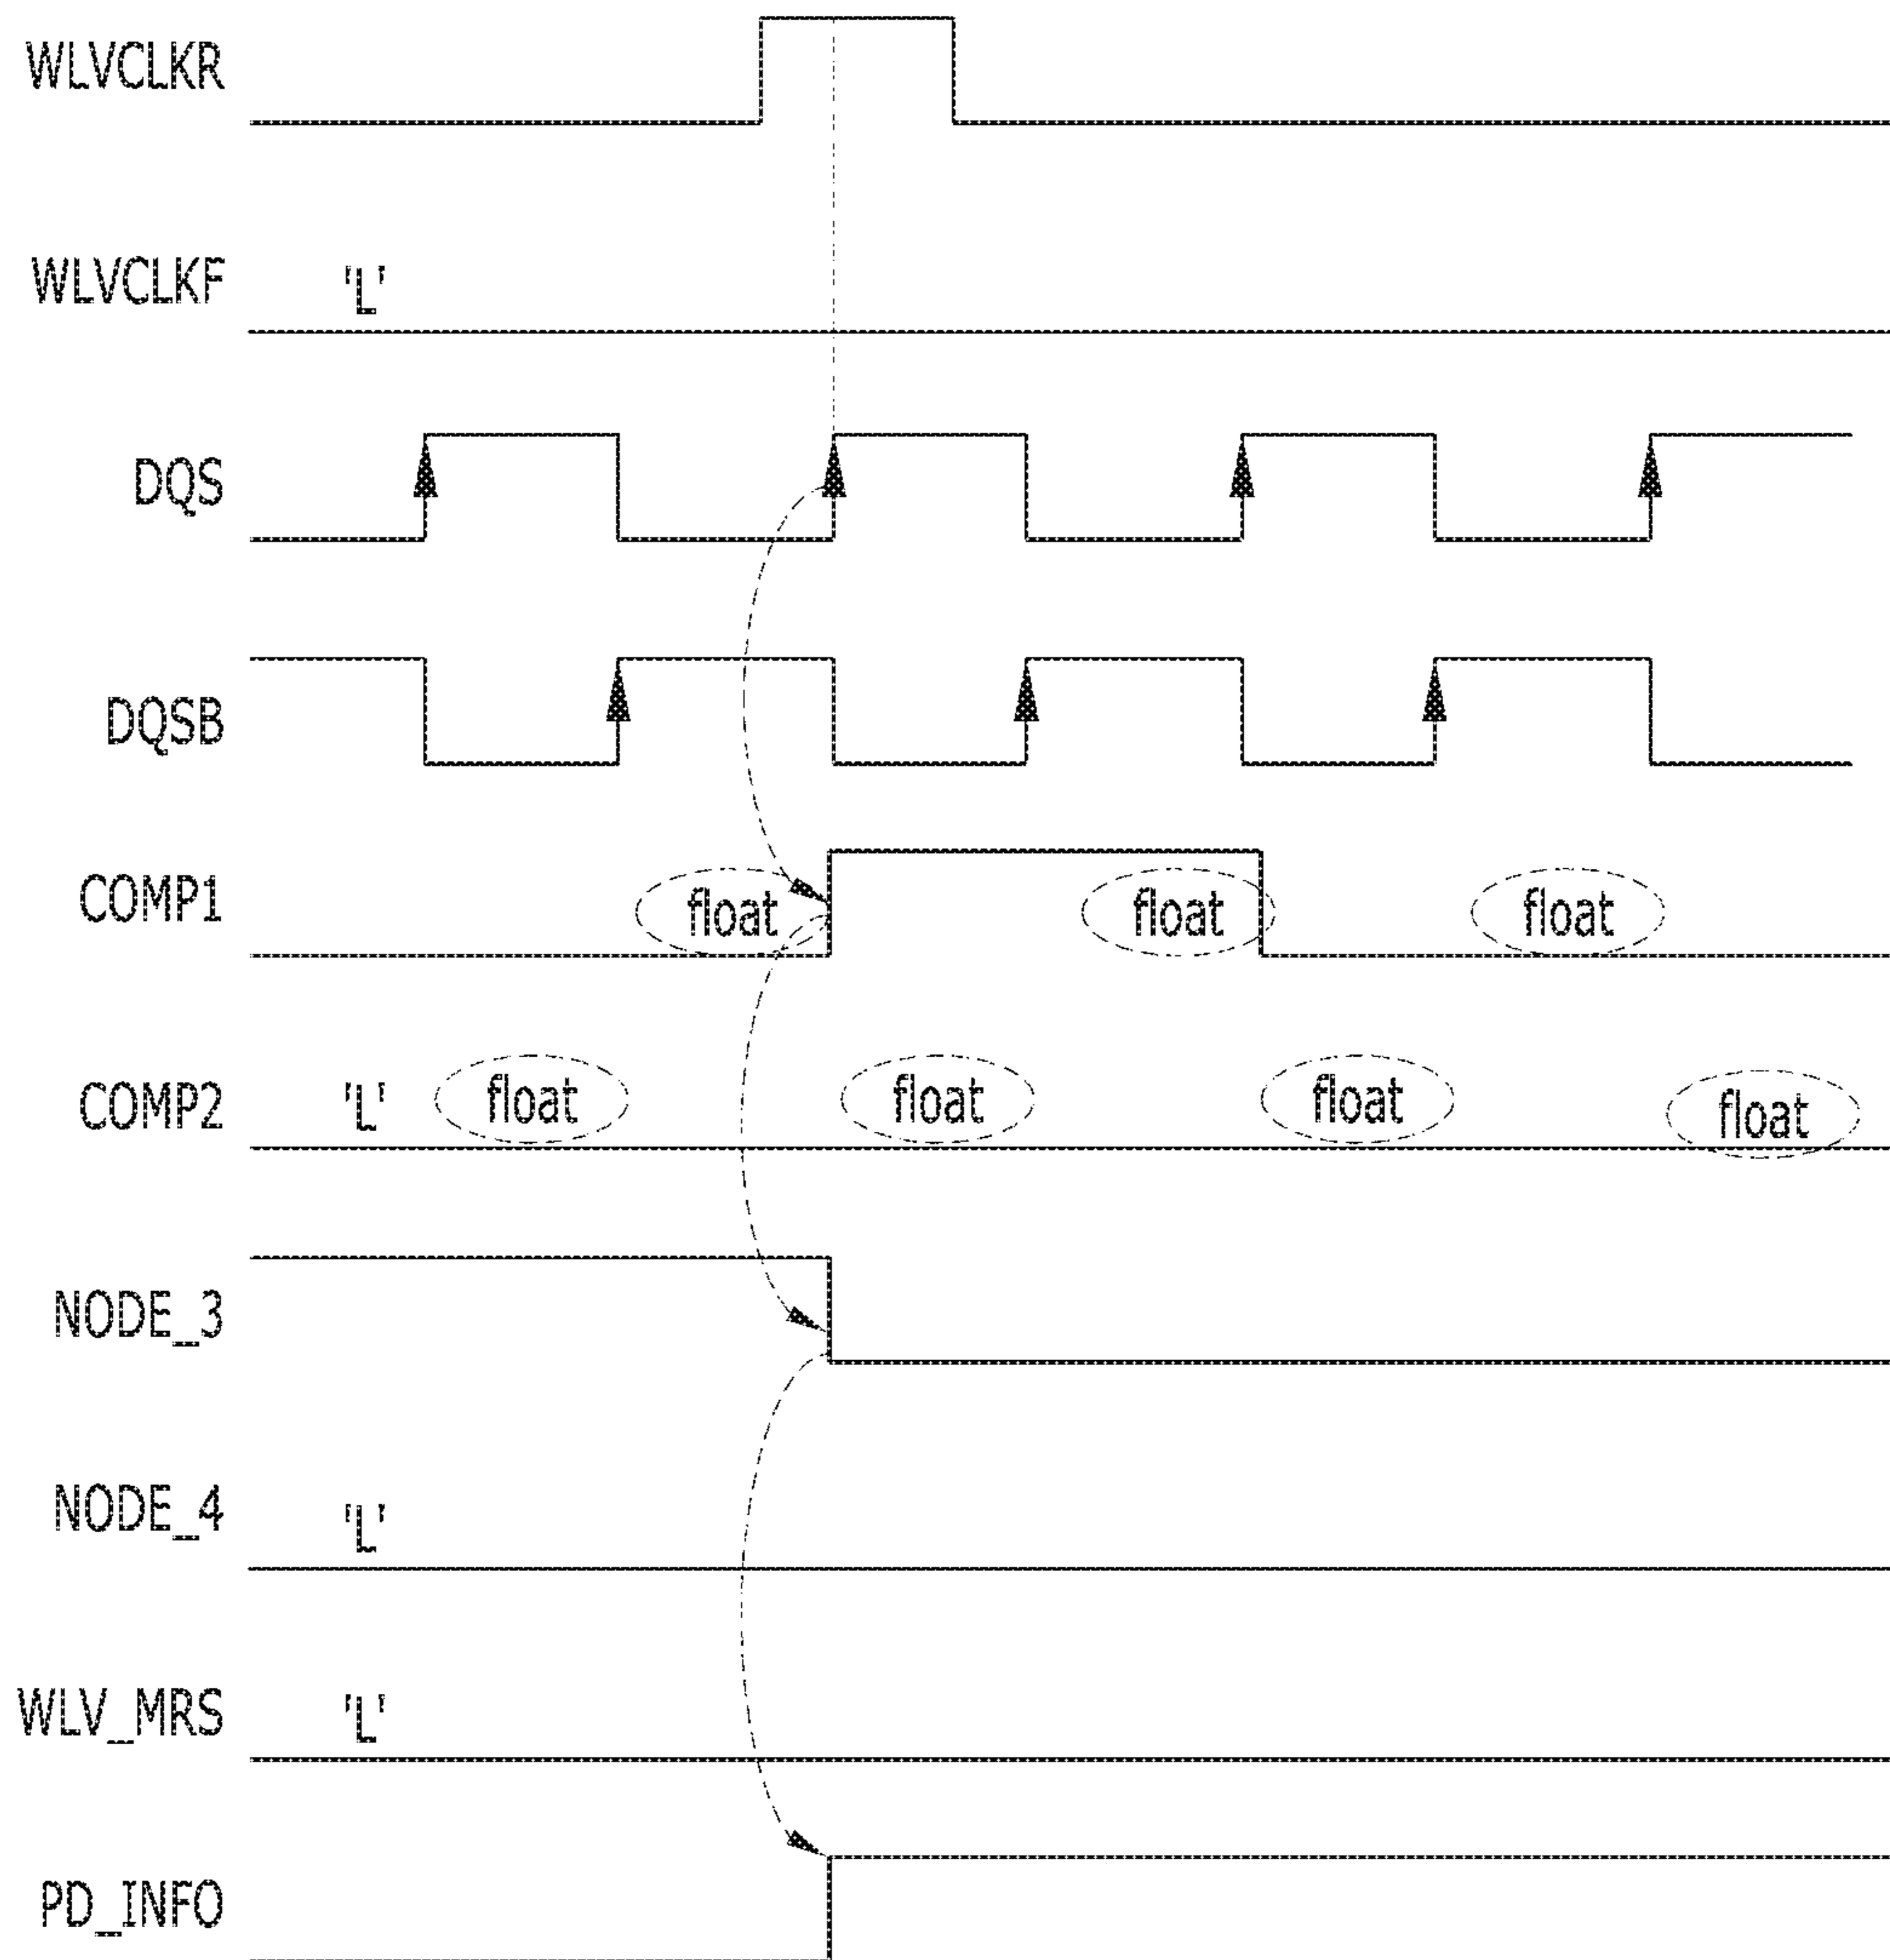 WLVCLKR
WLVCLKF 'L'
DQS
DQSB
COMP1 float float float
COMP2 'L' float float float float
NODE_3
NODE_4 'L'
WLV_MRS 'L'
PD_INFO